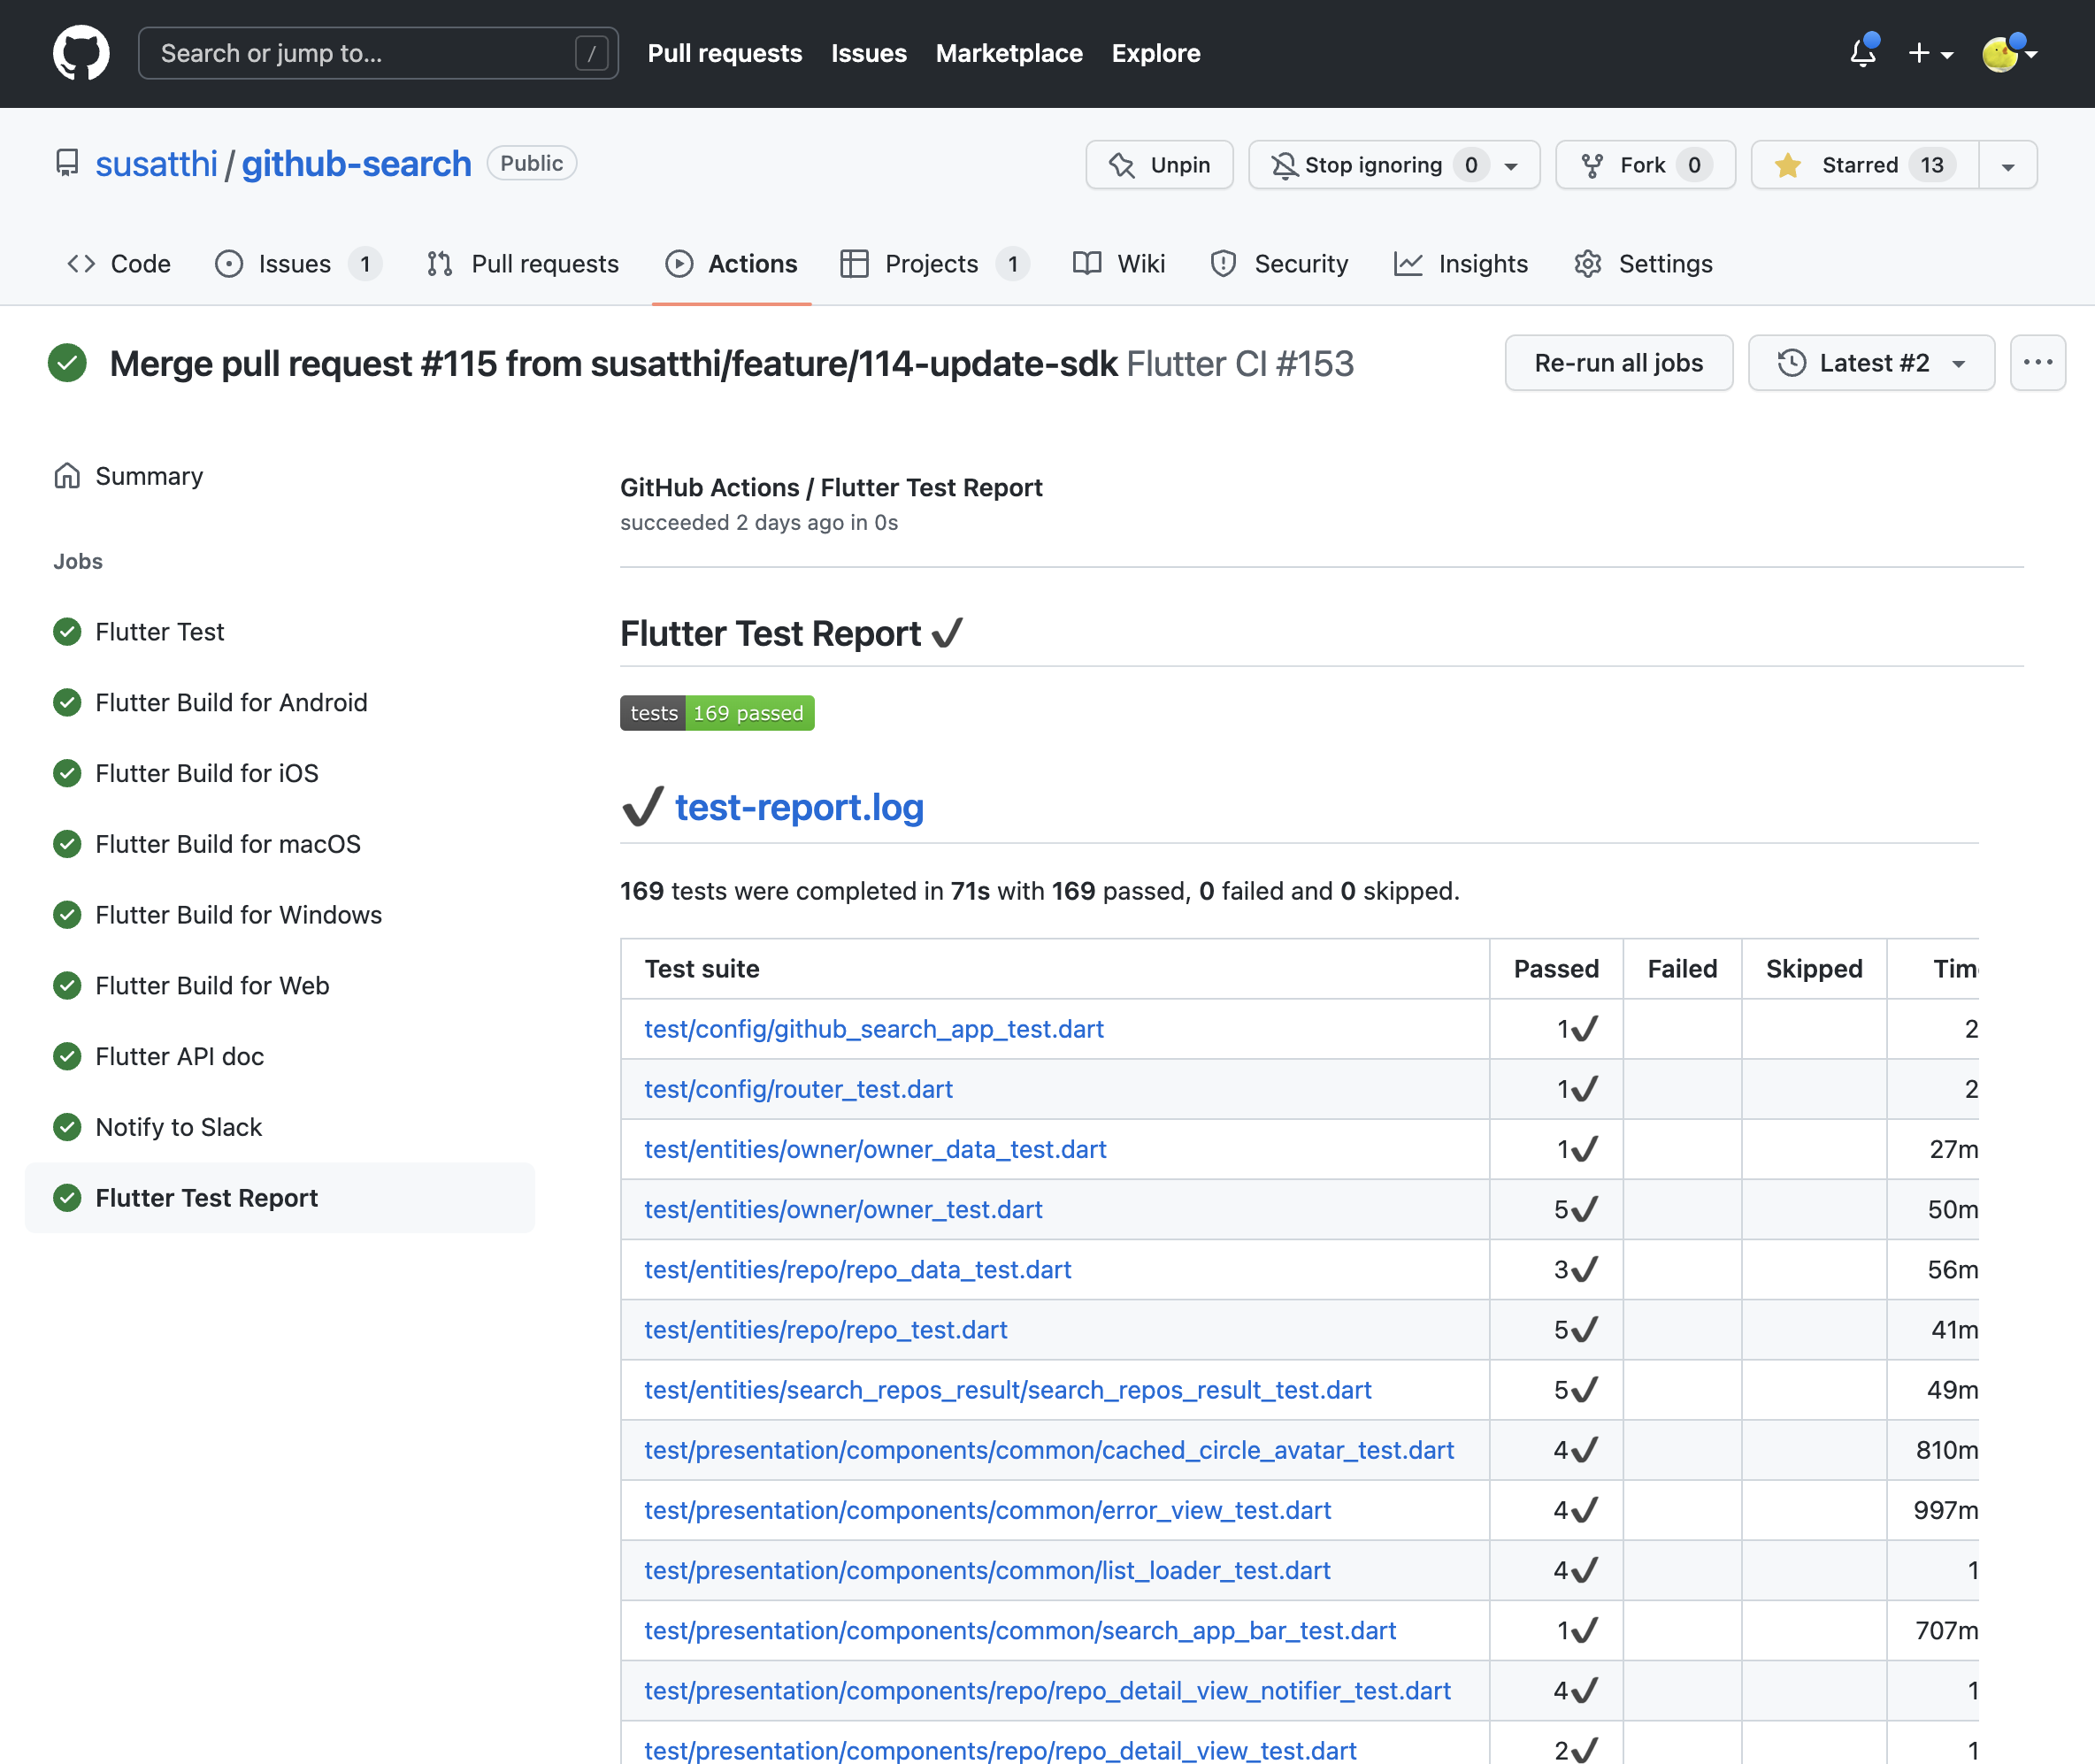 Search or jump to... /
Pull requests Issues Marketplace Explore
susatthi / github-search Public
Unpin Stop ignoring 0 Fork 0 Starred 13
Code Issues 1 Pull requests Actions Projects 1 Wiki Security Insights Settings
Merge pull request #115 from susatthi/feature/114-update-sdk Flutter CI #153
Re-run all jobs Latest #2
Summary
Jobs
Flutter Test
Flutter Build for Android
Flutter Build for iOS
Flutter Build for macOS
Flutter Build for Windows
Flutter Build for Web
Flutter API doc
Notify to Slack
Flutter Test Report
GitHub Actions / Flutter Test Report
succeeded 2 days ago in 0s
Flutter Test Report ✔
tests 169 passed
✔ test-report.log
169 tests were completed in 71s with 169 passed, 0 failed and 0 skipped.
Test suite Passed Failed Skipped
test/config/github_search_app_test.dart 1✔ 2
test/config/router_test.dart 1✔ 2
test/entities/owner/owner_data_test.dart 1✔ 27m
test/entities/owner/owner_test.dart 5✔ 50m
test/entities/repo/repo_data_test.dart 3✔ 56m
test/entities/repo/repo_test.dart 5✔ 41m
test/entities/search_repos_result/search_repos_result_test.dart 5✔ 49m
test/presentation/components/common/cached_circle_avatar_test.dart 4✔ 810m
test/presentation/components/common/error_view_test.dart 4✔ 997m
test/presentation/components/common/list_loader_test.dart 4✔ 1
test/presentation/components/common/search_app_bar_test.dart 1✔ 707m
test/presentation/components/repo/repo_detail_view_notifier_test.dart 4✔ 1
test/presentation/components/repo/repo_detail_view_test.dart 2✔ 1